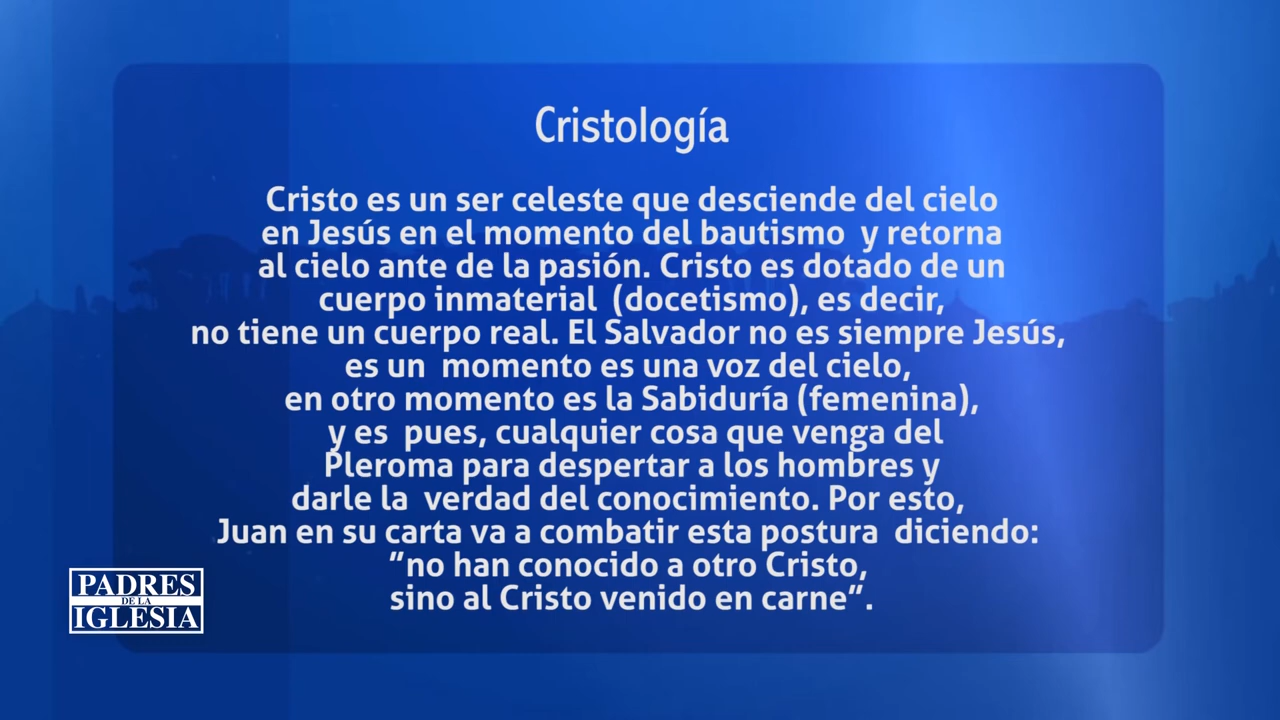 Cristología
Cristo es un ser celeste que desciende del cielo
en Jesús en el momento del bautismo  y retorna
al cielo ante de la pasión. Cristo es dotado de un
cuerpo inmaterial  (docetismo), es decir,
no tiene un cuerpo real. El Salvador no es siempre Jesús,
es un  momento es una voz del cielo,
en otro momento es la Sabiduría (femenina),
y es  pues, cualquier cosa que venga del
Pleroma para despertar a los hombres y
darle la  verdad del conocimiento. Por esto,
Juan en su carta va a combatir esta postura  diciendo:
”no han conocido a otro Cristo,
sino al Cristo venido en carne”.
PADRES
DE LA
IGLESIA